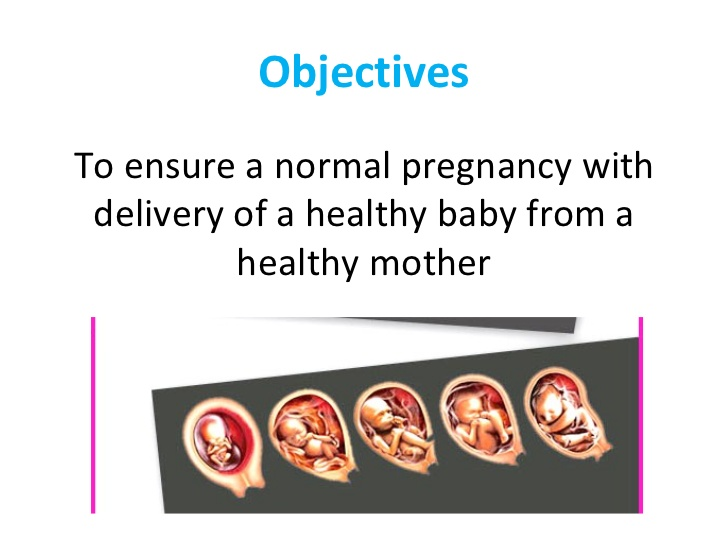 Objectives
To ensure a normal pregnancy with
delivery of a healthy baby from a
healthy mother